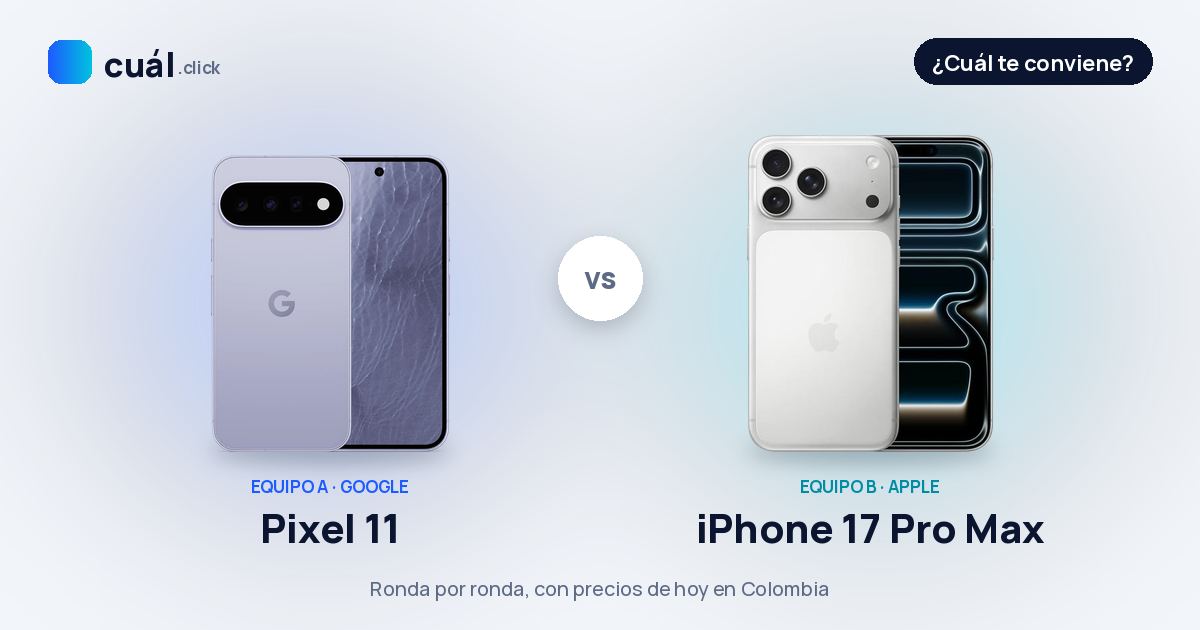 cuál.click
¿Cuál te conviene?
vs
EQUIPO A · GOOGLE
EQUIPO B · APPLE
Pixel 11
iPhone 17 Pro Max
Ronda por ronda, con precios de hoy en Colombia